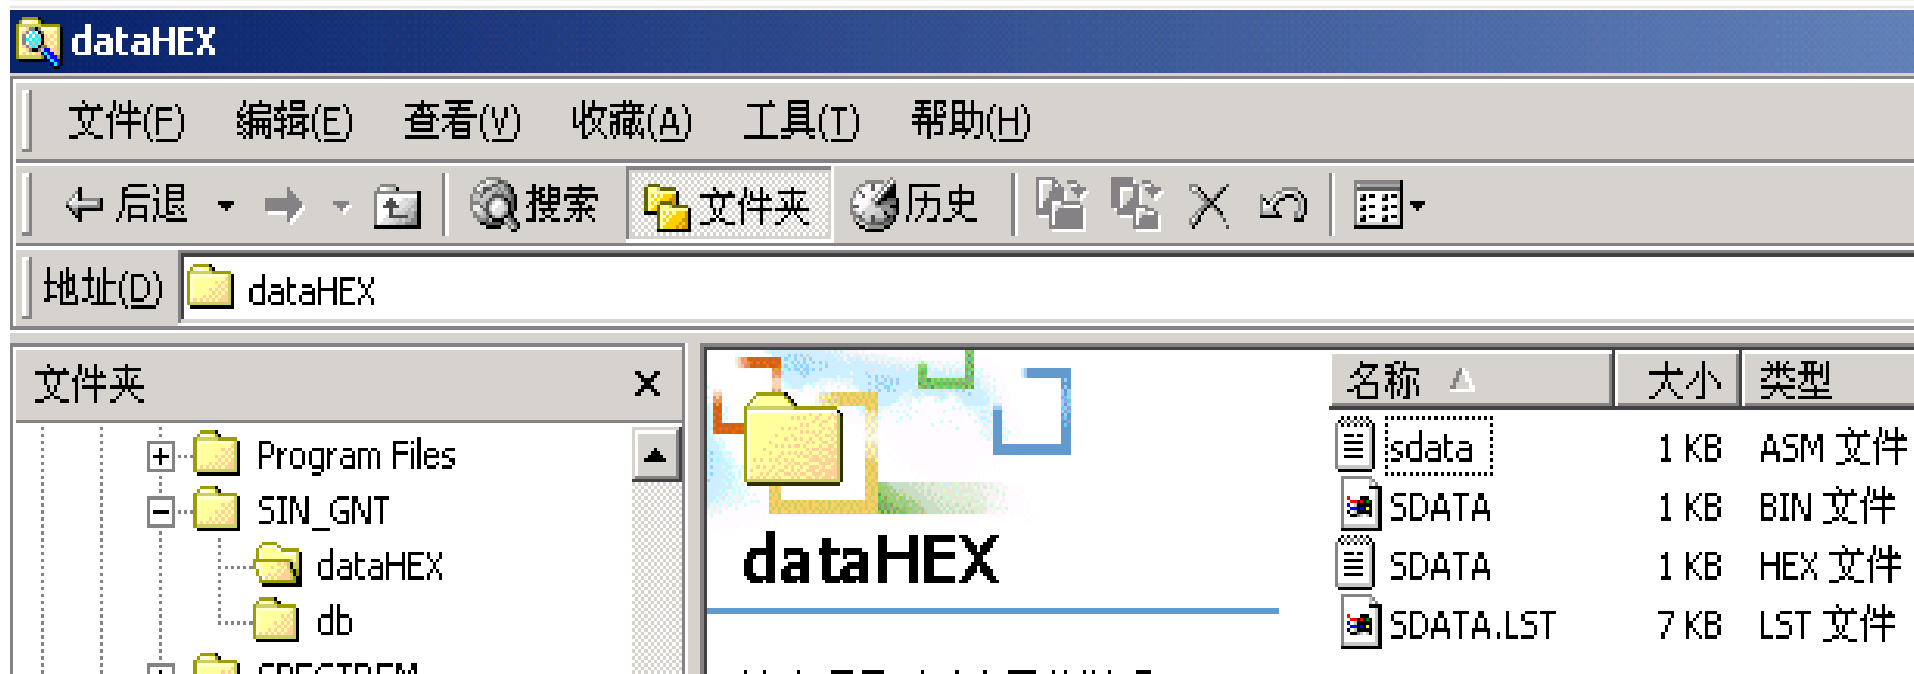 dataHEX
文件(F) 编辑(E) 查看(V) 收藏(A) 工具(T) 帮助(H)
后退 搜索 文件夹 历史
地址(D) dataHEX
文件夹
Program Files
SIN_GNT
dataHEX
db
dataHEX
名称 大小 类型
sdata 1 KB ASM 文件
SDATA 1 KB BIN 文件
SDATA 1 KB HEX 文件
SDATA.LST 7 KB LST 文件